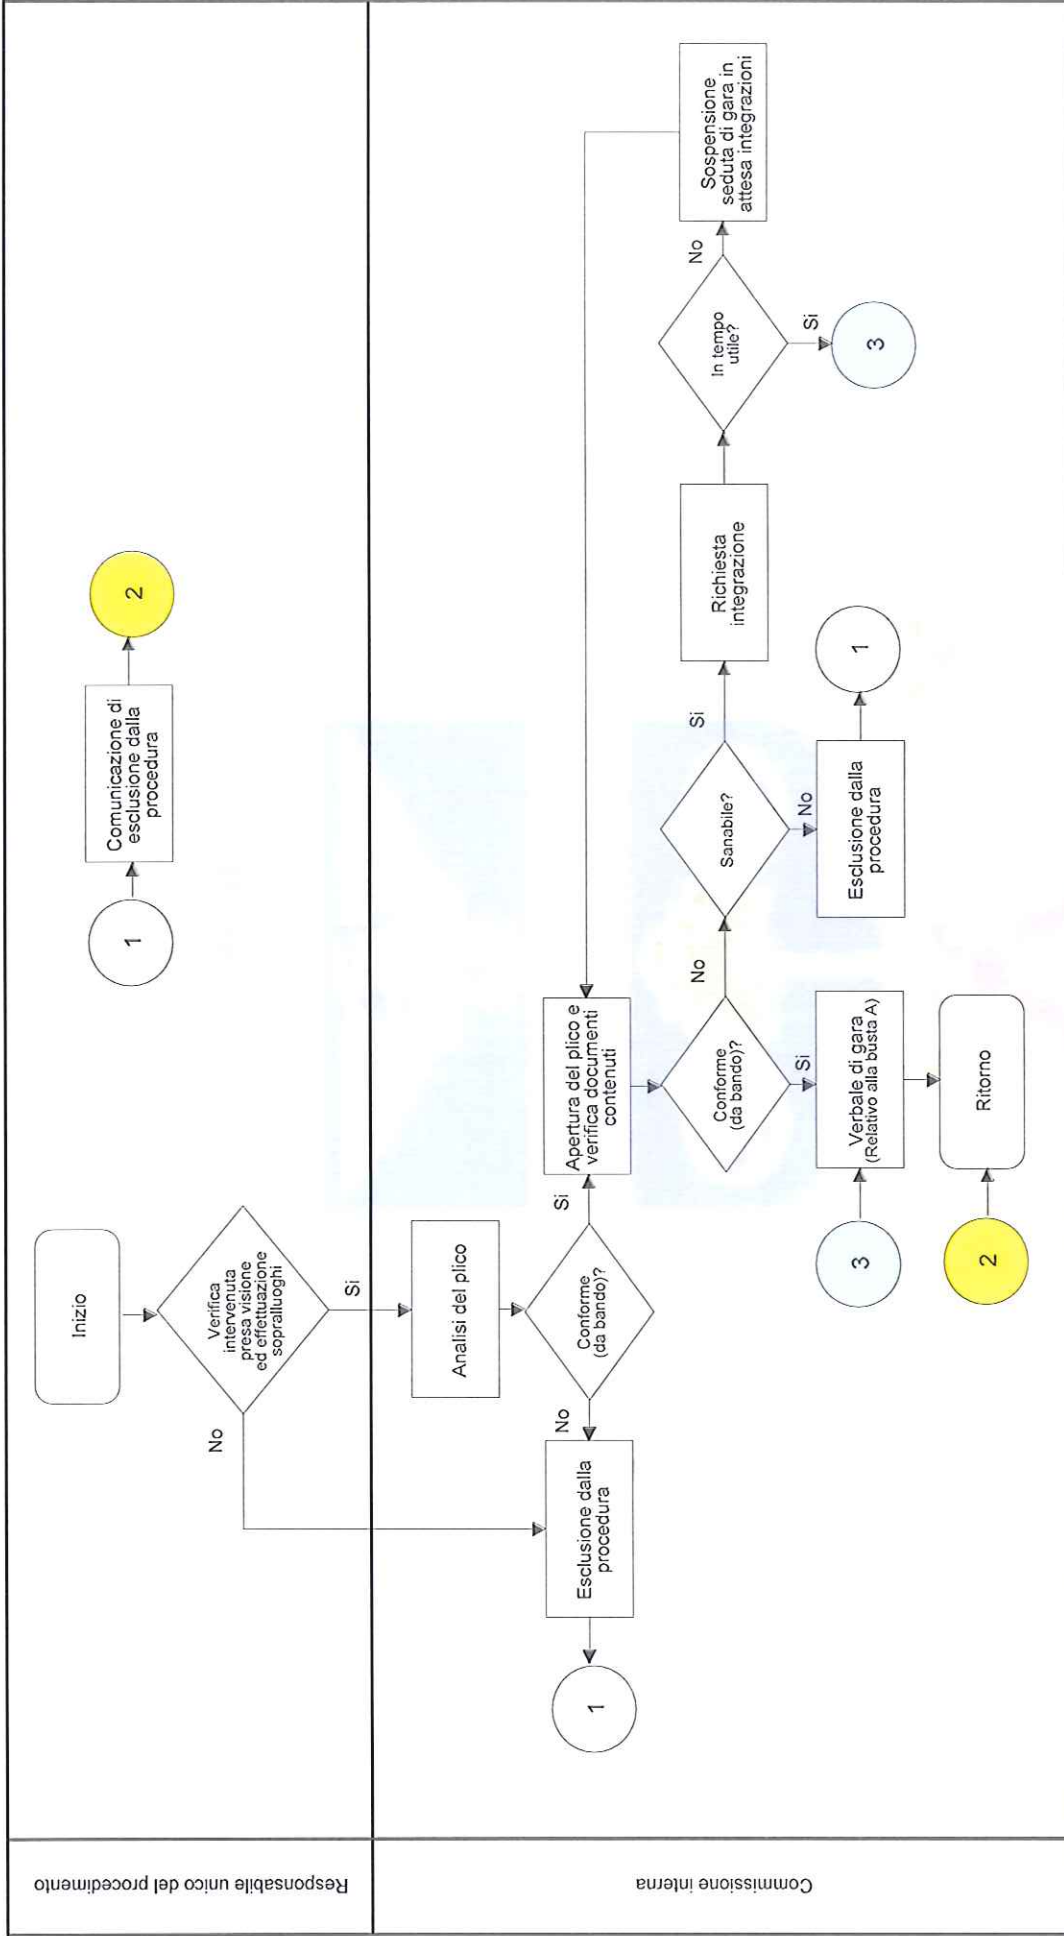 Responsabile unico del procedimento
Inizio
Verifica
intervenuta
presa visione
ed effettuazione
sopralluoghi
No
Si
1
Comunicazione di
esclusione dalla
procedura
2
Commissione interna
Analisi del plico
Conforme
(da bando)?
No
Si
Esclusione dalla
procedura
1
Apertura del plico e
verifica documenti
contenuti
Conforme
(da bando)?
No
Si
Sanabile?
Si
No
Richiesta
integrazione
In tempo
utile?
No
Si
Sospensione
seduta di gara in
attesa integrazioni
3
Esclusione dalla
procedura
1
3
Verbale di gara
(Relativo alla busta A)
2
Ritorno